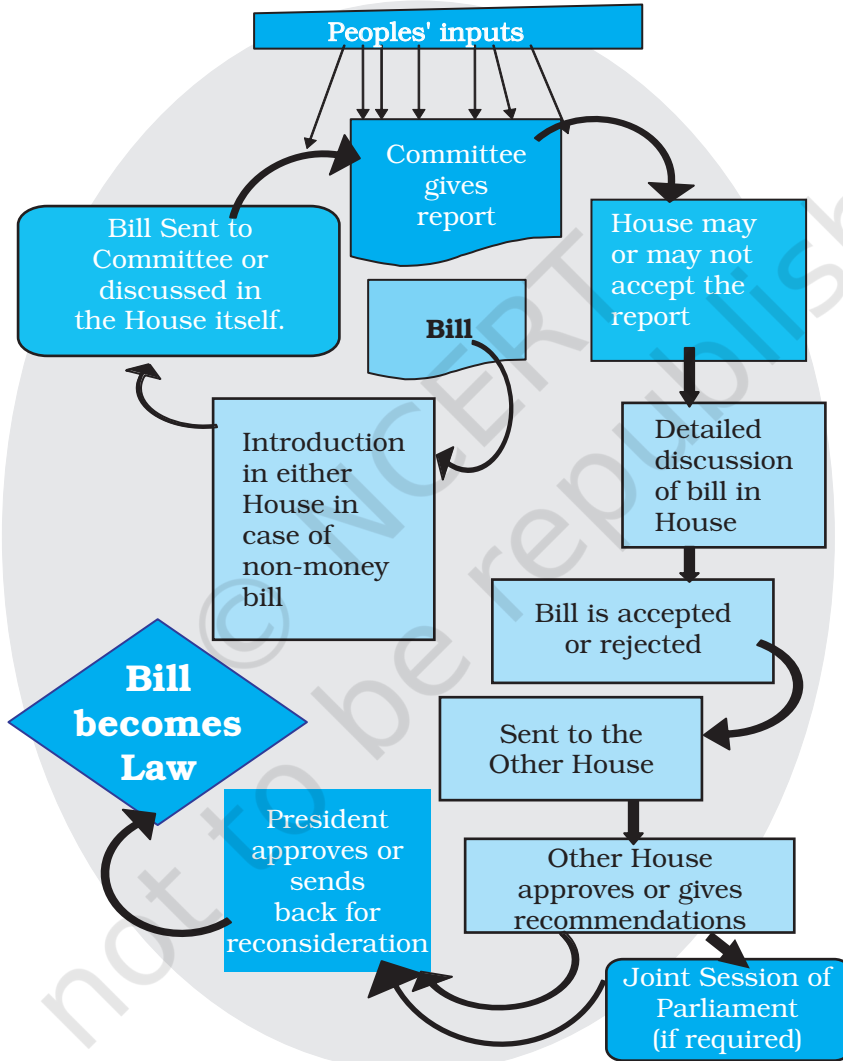 Peoples' inputs
Committee
gives
report
Bill Sent to
Committee or
discussed in
the House itself.
House may
or may not
accept the
report
Bill
Introduction
in either
House in
case of
non-money
bill
Detailed
discussion
of bill in
House
Bill is accepted
or rejected
Sent to the
Other House
Other House
approves or gives
recommendations
Joint Session of
Parliament
(if required)
President
approves or
sends
back for
reconsideration
Bill
becomes
Law
© NCERT
not to be republish